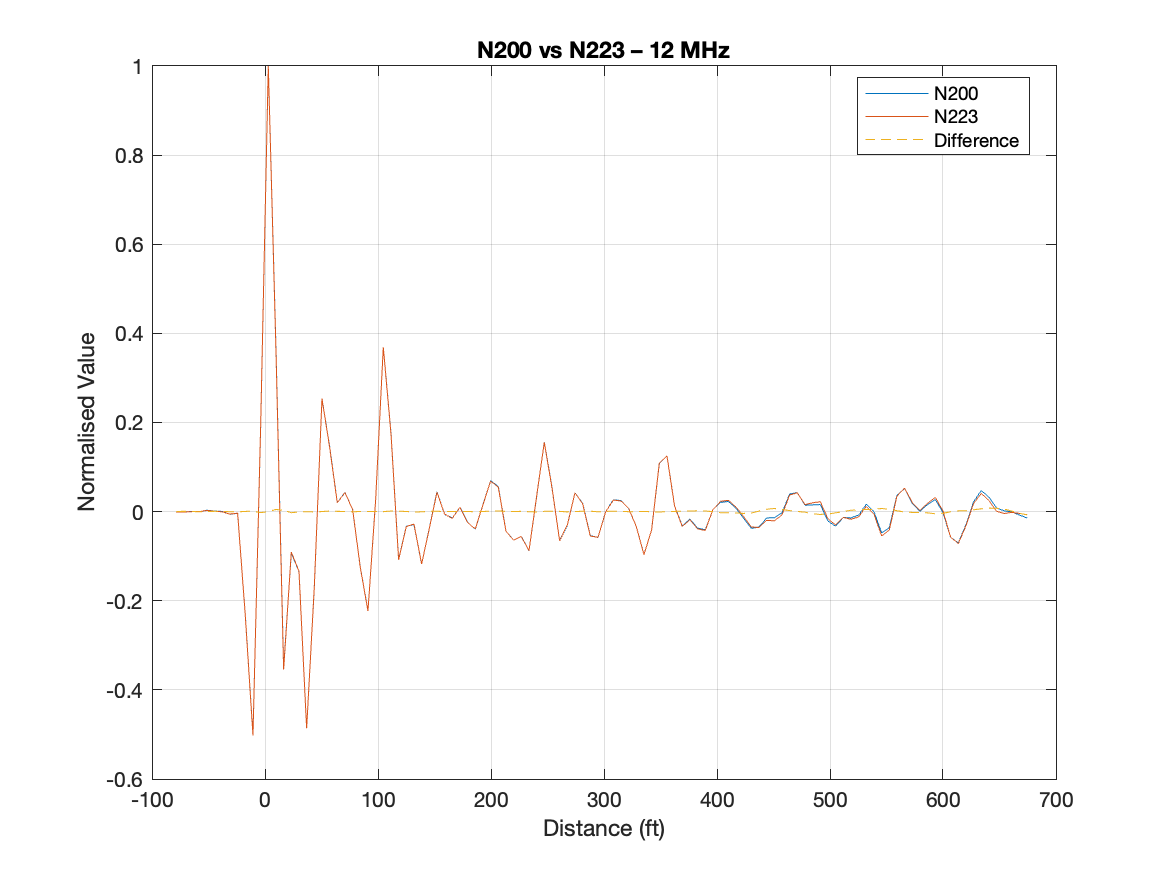 N200 vs N223 – 12 MHz
1
0.8
0.6
0.4
0.2
0
-0.2
-0.4
-0.6
Normalised Value
N200
N223
Difference
-100 0 100 200 300 400 500 600 700
Distance (ft)